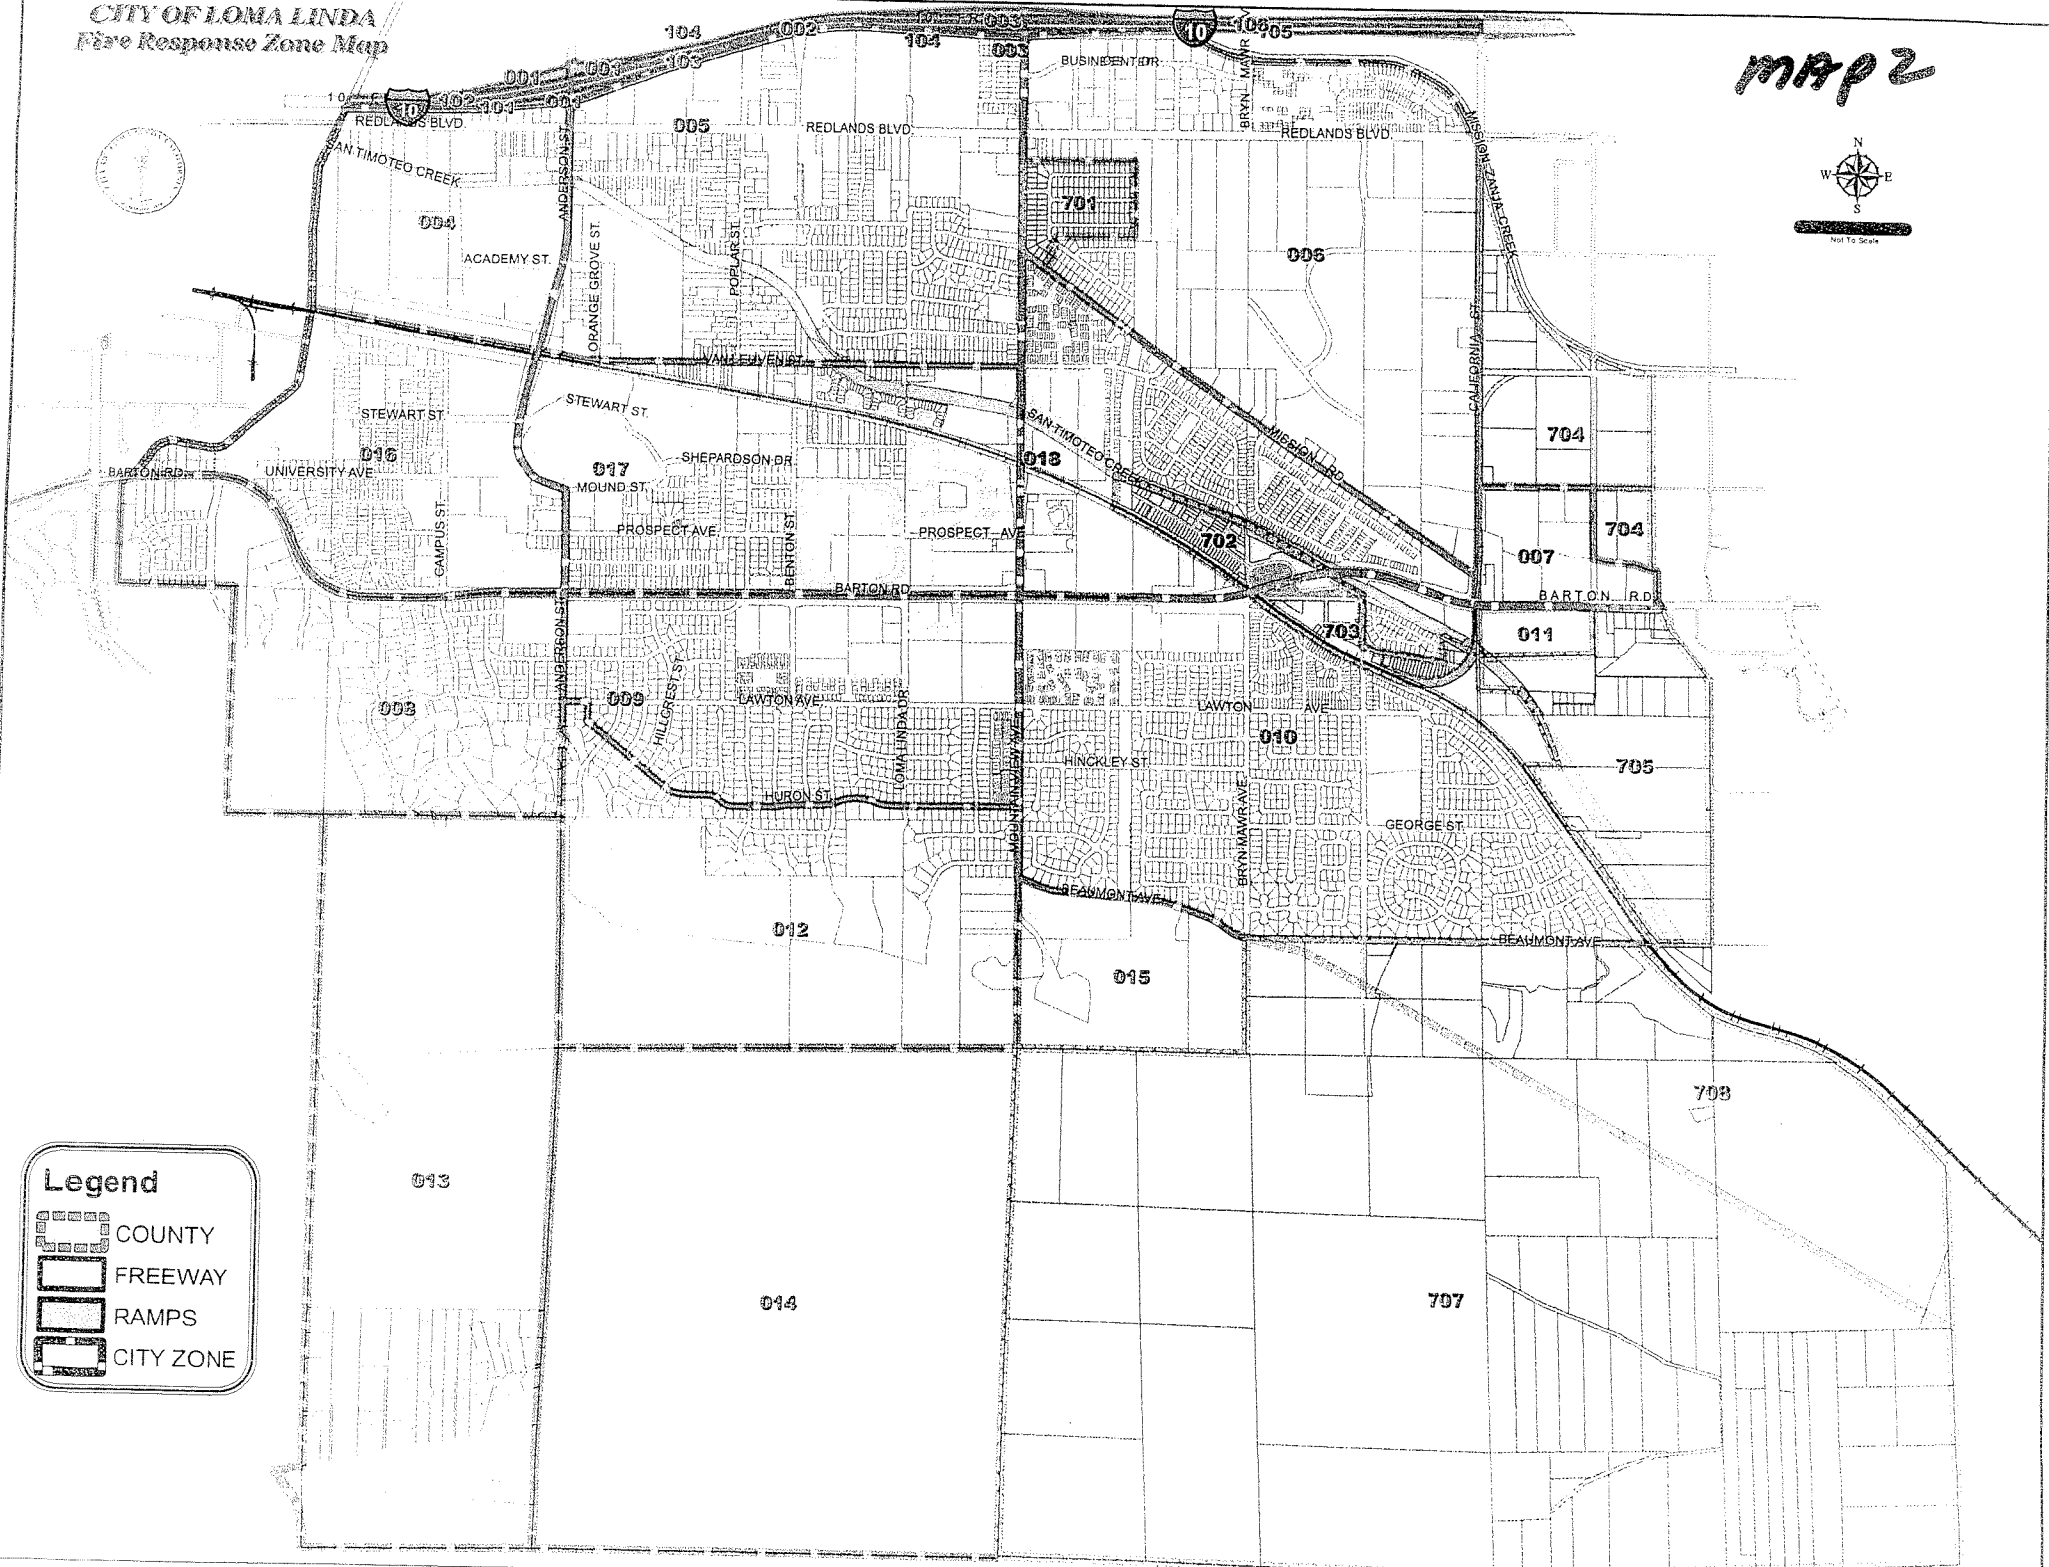 CITY OF LOMA LINDA
Fire Response Zone Map
MAP 2
N
W E
S
Not To Scale
104
002
104
003
003
10
106
105
001
001
103
10
102
101
001
BRYN MAWR
REDLANDS BLVD
005
REDLANDS BLVD
REDLANDS BLVD.
SAN TIMOTEO CREEK
ANDERSON ST.
MISSION ZANJA CREEK
004
701
006
ACADEMY ST.
ORANGE GROVE ST.
POPLAR ST.
CALIFORNIA ST.
VAN LEUVEN ST.
STEWART ST.
STEWART ST.
SAN TIMOTEO CREEK
MISSION RD.
704
BARTON RD.
UNIVERSITY AVE
016
017
SHEPARDSON DR
018
MOUND ST.
CAMPUS ST.
PROSPECT AVE
BENTON ST.
PROSPECT AVE
702
704
007
BARTON RD
BARTON RD.
703
011
ANDERSON ST.
008
009
HILLCREST ST.
LAWTON AVE
LOMA LINDA DR.
LAWTON AVE
010
MOUNTAIN VIEW AVE
HINCKLEY ST.
705
HURON ST.
BRYN MAWR AVE
GEORGE ST.
BEAUMONT AVE
012
BEAUMONT AVE
015
708
013
014
707
Legend
COUNTY
FREEWAY
RAMPS
CITY ZONE